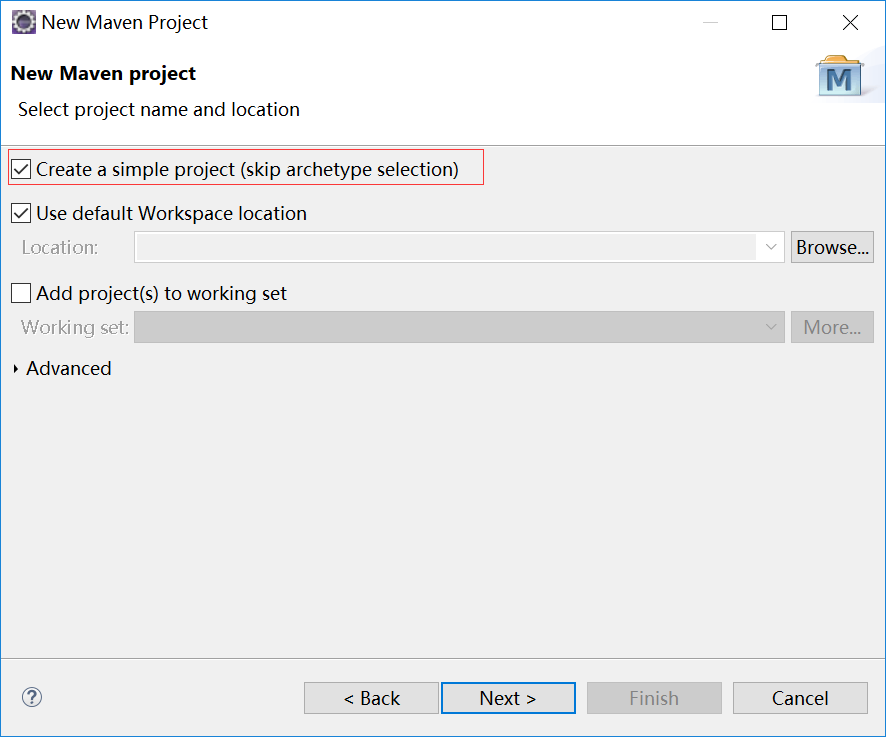 New Maven Project
New Maven project
Select project name and location
M
Create a simple project (skip archetype selection)
Use default Workspace location
Location:
Browse...
Add project(s) to working set
Working set:
More...
Advanced
?
< Back
Next >
Finish
Cancel